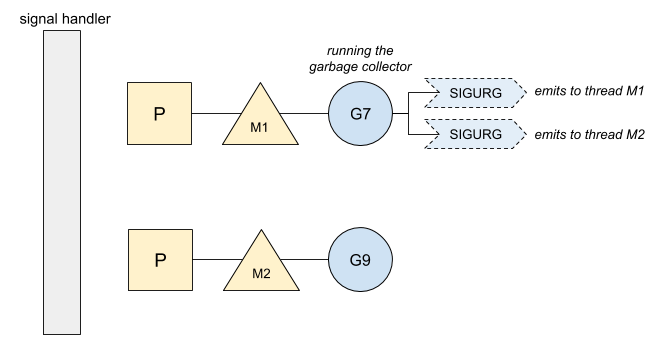 signal handler
running the
garbage collector
P
M1
G7
SIGURG
emits to thread M1
SIGURG
emits to thread M2
P
M2
G9